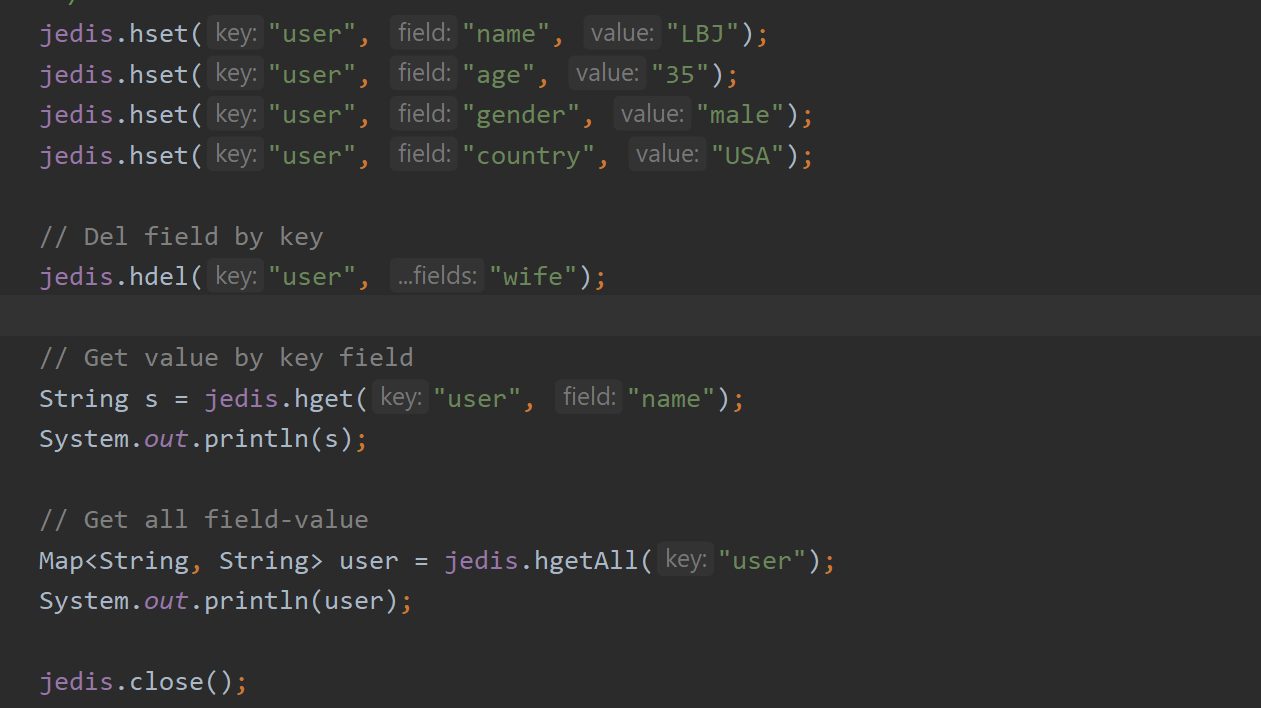 jedis.hset( key: "user", field: "name", value: "LBJ");
jedis.hset( key: "user", field: "age", value: "35");
jedis.hset( key: "user", field: "gender", value: "male");
jedis.hset( key: "user", field: "country", value: "USA");
// Del field by key
jedis.hdel( key: "user", ...fields: "wife");
// Get value by key field
String s = jedis.hget( key: "user", field: "name");
System.out.println(s);
// Get all field-value
Map<String, String> user = jedis.hgetAll( key: "user");
System.out.println(user);
jedis.close();